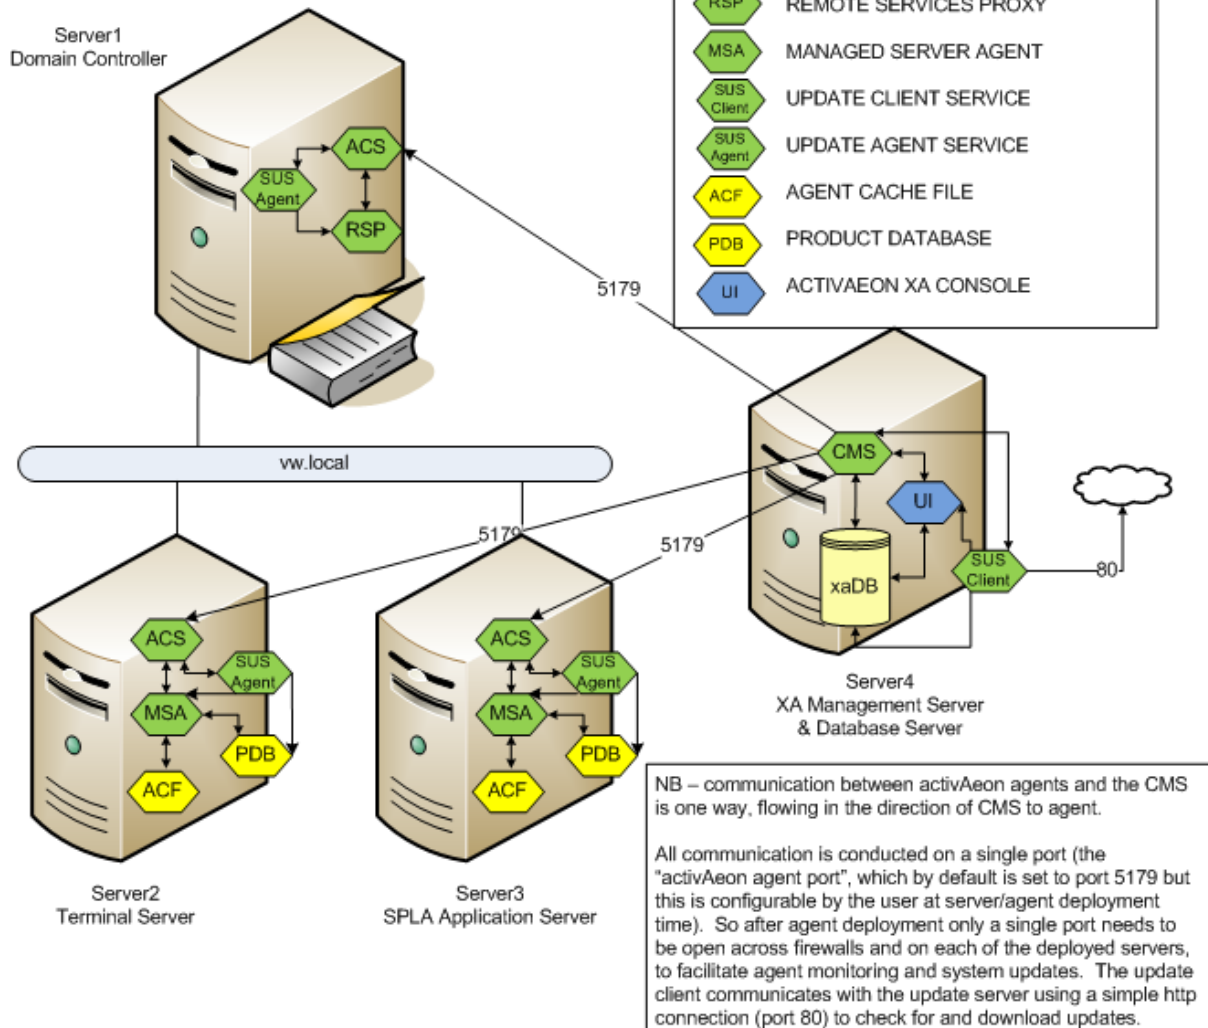 Server1
Domain Controller
RSP
REMOTE SERVICES PROXY
MSA
MANAGED SERVER AGENT
SUS
Client
UPDATE CLIENT SERVICE
SUS
Agent
UPDATE AGENT SERVICE
ACF
AGENT CACHE FILE
PDB
PRODUCT DATABASE
UI
ACTIVAEON XA CONSOLE
ACS
SUS
Agent
RSP
5179
vw.local
CMS
UI
xaDB
SUS
Client
80
5179
5179
ACS
SUS
Agent
MSA
PDB
ACF
ACS
SUS
Agent
MSA
PDB
ACF
Server4
XA Management Server
& Database Server
Server2
Terminal Server
Server3
SPLA Application Server
NB – communication between activAeon agents and the CMS
is one way, flowing in the direction of CMS to agent.
All communication is conducted on a single port (the
"activAeon agent port", which by default is set to port 5179 but
this is configurable by the user at server/agent deployment
time). So after agent deployment only a single port needs to
be open across firewalls and on each of the deployed servers,
to facilitate agent monitoring and system updates. The update
client communicates with the update server using a simple http
connection (port 80) to check for and download updates.